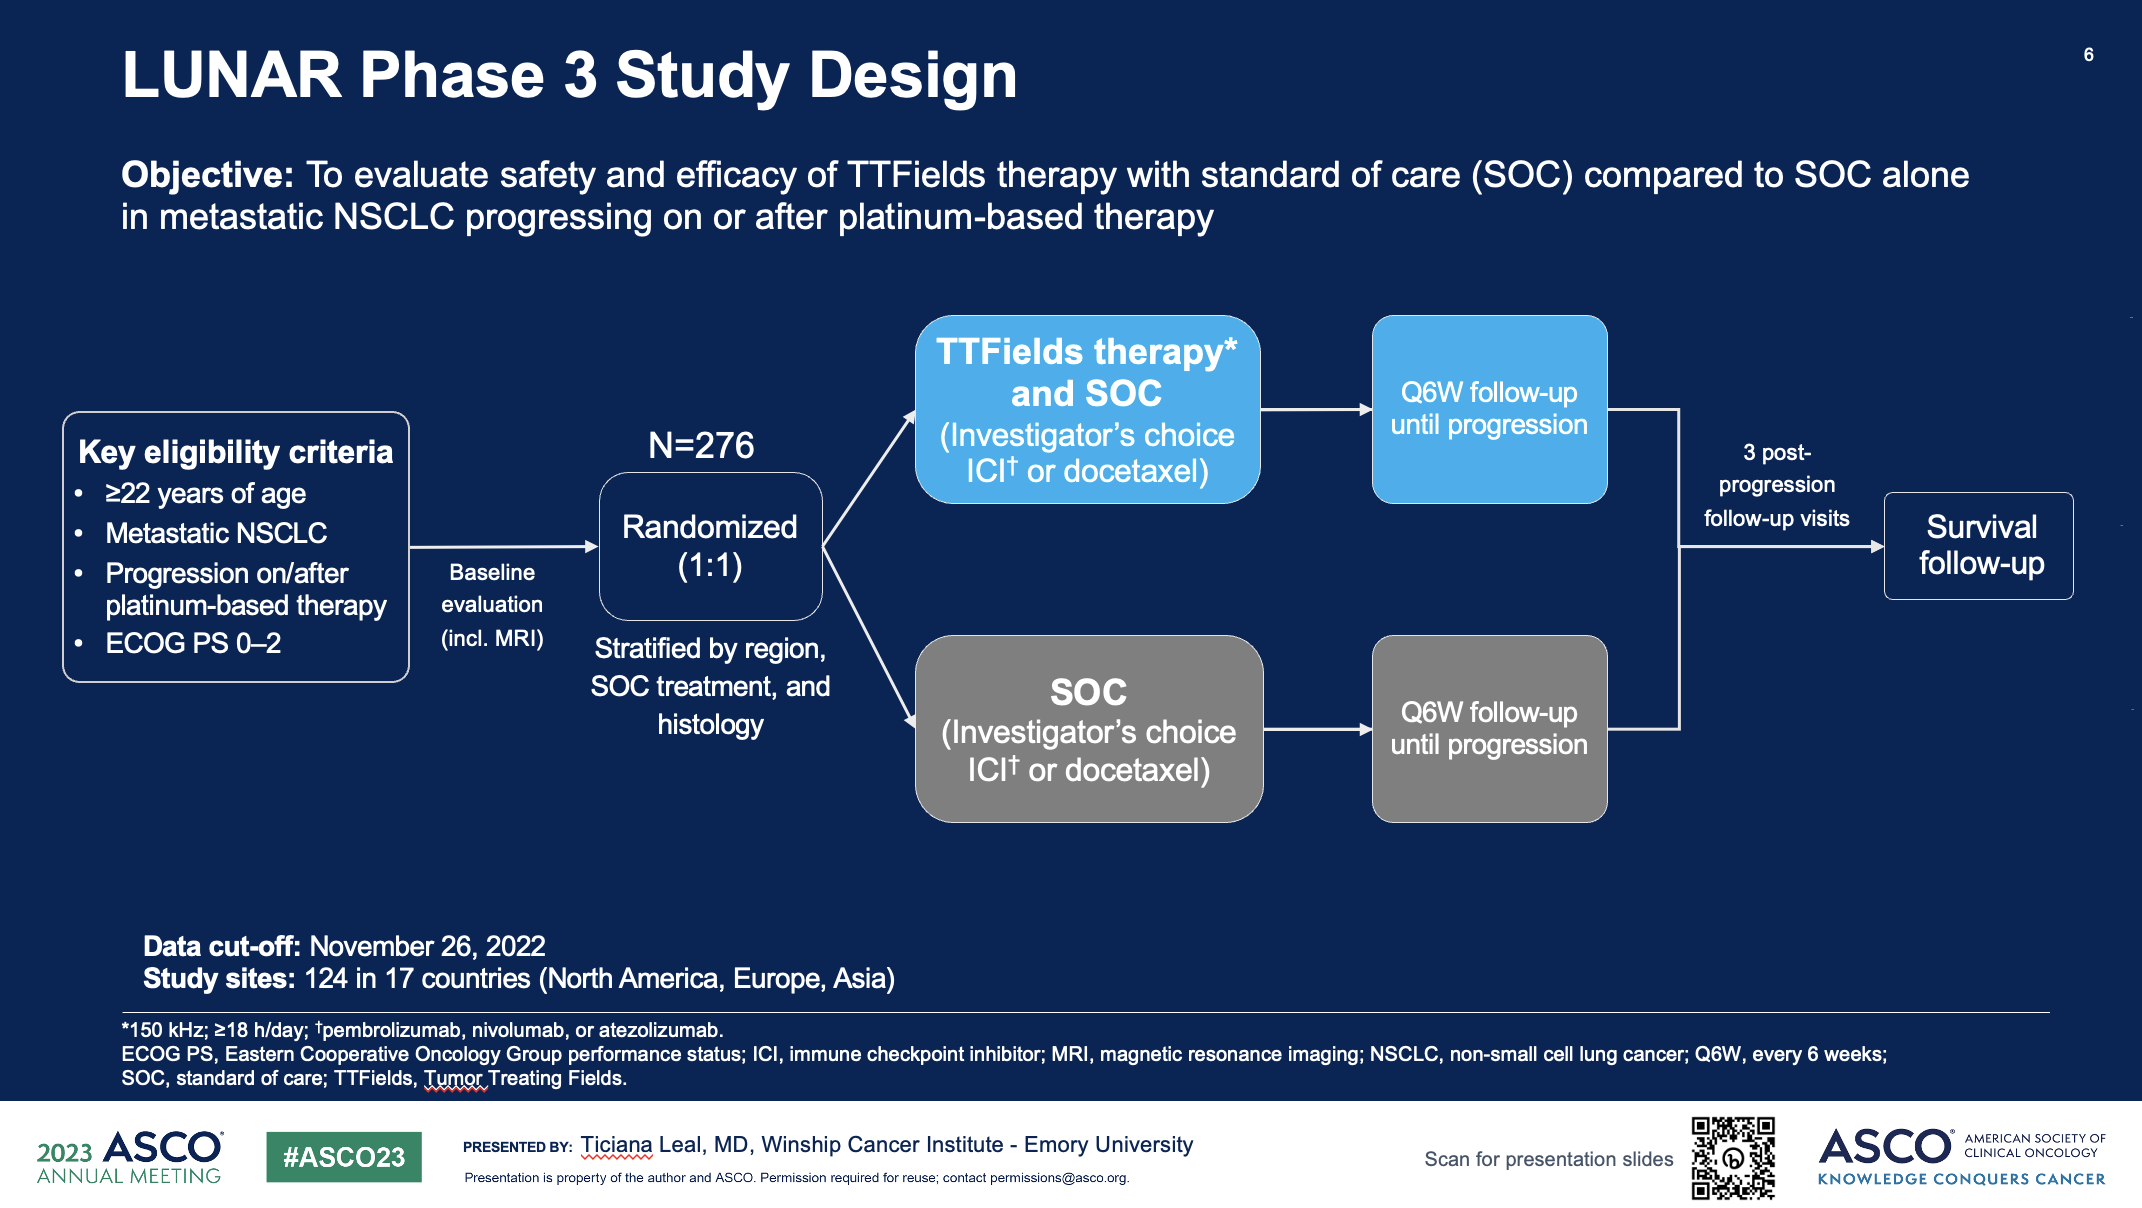 LUNAR Phase 3 Study Design
6
Objective: To evaluate safety and efficacy of TTFields therapy with standard of care (SOC) compared to SOC alone
in metastatic NSCLC progressing on or after platinum-based therapy
Key eligibility criteria
• ≥22 years of age
• Metastatic NSCLC
• Progression on/after
platinum-based therapy
• ECOG PS 0–2
Baseline
evaluation
(incl. MRI)
N=276
Randomized
(1:1)
Stratified by region,
SOC treatment, and
histology
TTFields therapy*
and SOC
(Investigator's choice
ICI† or docetaxel)
Q6W follow-up
until progression
SOC
(Investigator's choice
ICI† or docetaxel)
Q6W follow-up
until progression
3 post-
progression
follow-up visits
Survival
follow-up
Data cut-off: November 26, 2022
Study sites: 124 in 17 countries (North America, Europe, Asia)
*150 kHz; ≥18 h/day; †pembrolizumab, nivolumab, or atezolizumab.
ECOG PS, Eastern Cooperative Oncology Group performance status; ICI, immune checkpoint inhibitor; MRI, magnetic resonance imaging; NSCLC, non-small cell lung cancer; Q6W, every 6 weeks;
SOC, standard of care; TTFields, Tumor Treating Fields.
2023 ASCO®
ANNUAL MEETING
#ASCO23
PRESENTED BY: Ticiana Leal, MD, Winship Cancer Institute - Emory University
Presentation is property of the author and ASCO. Permission required for reuse; contact permissions@asco.org.
Scan for presentation slides
ASCO® AMERICAN SOCIETY OF
CLINICAL ONCOLOGY
KNOWLEDGE CONQUERS CANCER